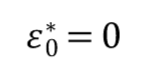 ε₀* = 0